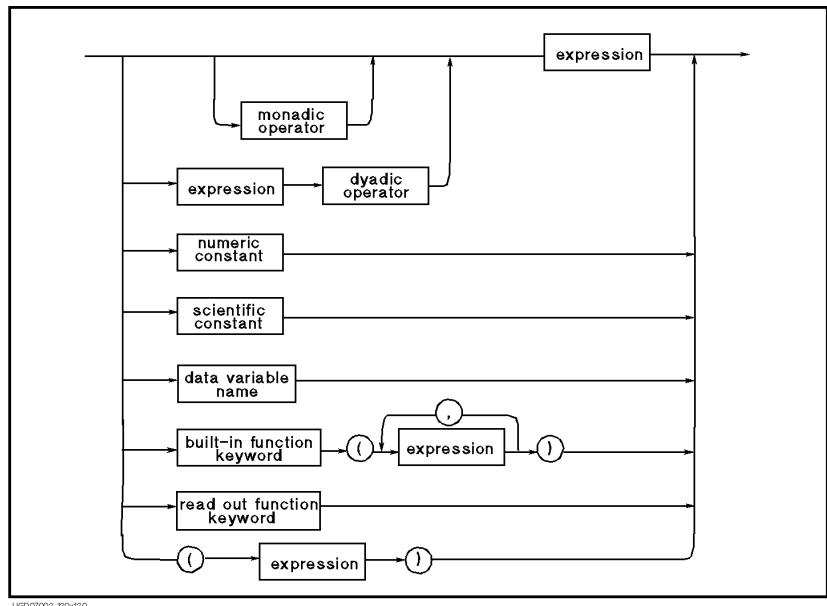 expression
monadic
operator
expression
dyadic
operator
numeric
constant
scientific
constant
data variable
name
,
built-in function
keyword
(
expression
)
read out function
keyword
(
expression
)